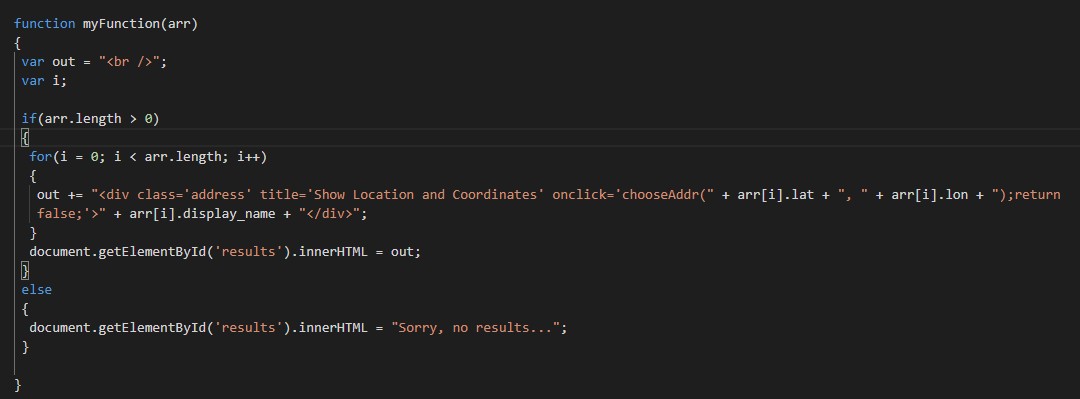 function myFunction(arr)
{
var out = "<br />";
var i;
if(arr.length > 0)
{
for(i = 0; i < arr.length; i++)
{
out += "<div class='address' title='Show Location and Coordinates' onclick='chooseAddr(" + arr[i].lat + ", " + arr[i].lon + ");return
false;'>" + arr[i].display_name + "</div>";
}
document.getElementById('results').innerHTML = out;
}
else
{
document.getElementById('results').innerHTML = "Sorry, no results...";
}
}